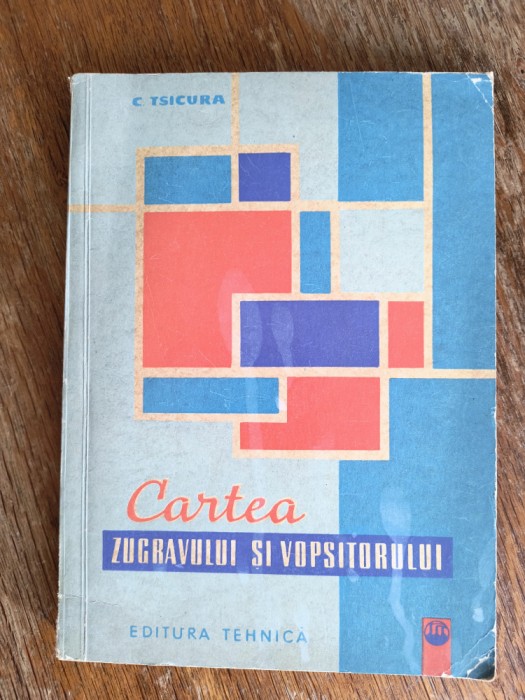 C. TSICURA
Cartea
ZUGRAVULUI ȘI VOPSITORULUI
EDITURA TEHNICĂ